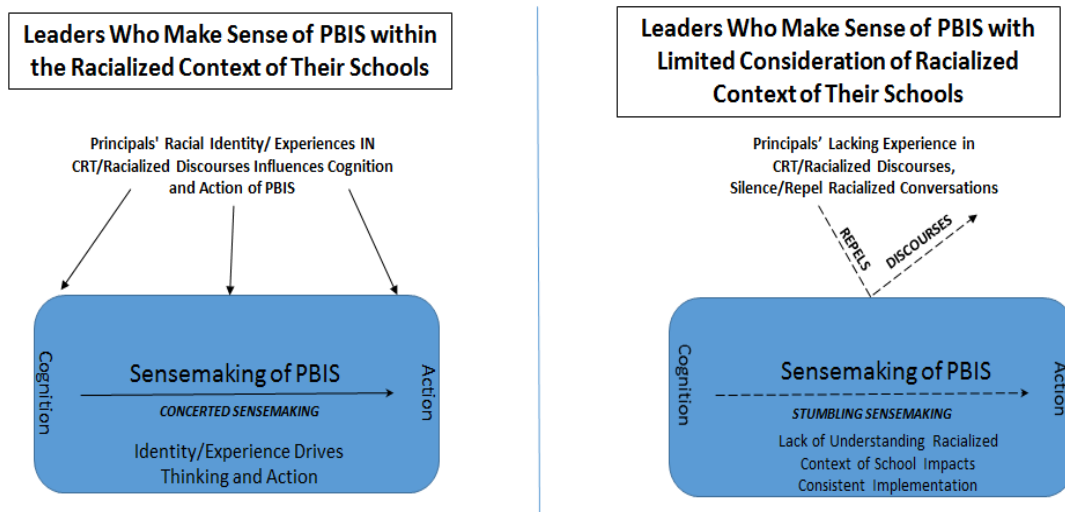 Leaders Who Make Sense of PBIS within
the Racialized Context of Their Schools
Principals' Racial Identity/ Experiences IN
CRT/Racialized Discourses Influences Cognition
and Action of PBIS
Cognition
Sensemaking of PBIS
Action
CONCERTED SENSEMAKING
Identity/Experience Drives
Thinking and Action
Leaders Who Make Sense of PBIS with
Limited Consideration of Racialized
Context of Their Schools
Principals’ Lacking Experience in
CRT/Racialized Discourses,
Silence/Repel Racialized Conversations
REPELS
DISCOURSES
Cognition
Sensemaking of PBIS
Action
STUMBLING SENSEMAKING
Lack of Understanding Racialized
Context of School Impacts
Consistent Implementation